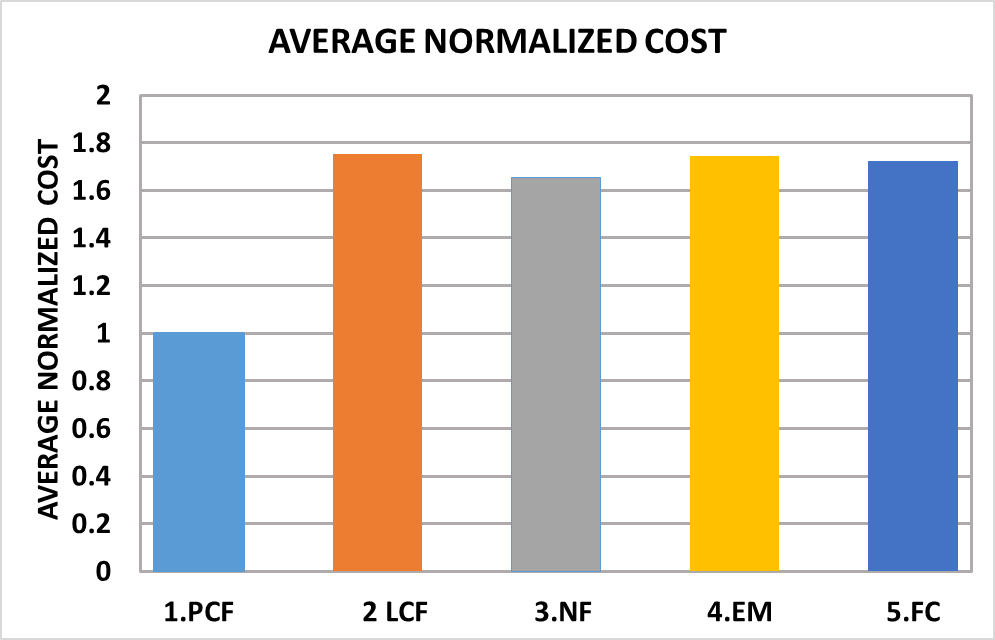 AVERAGE NORMALIZED COST
AVERAGE NORMALIZED COST
2
1.8
1.6
1.4
1.2
1
0.8
0.6
0.4
0.2
0
1.PCF
2 LCF
3.NF
4.EM
5.FC